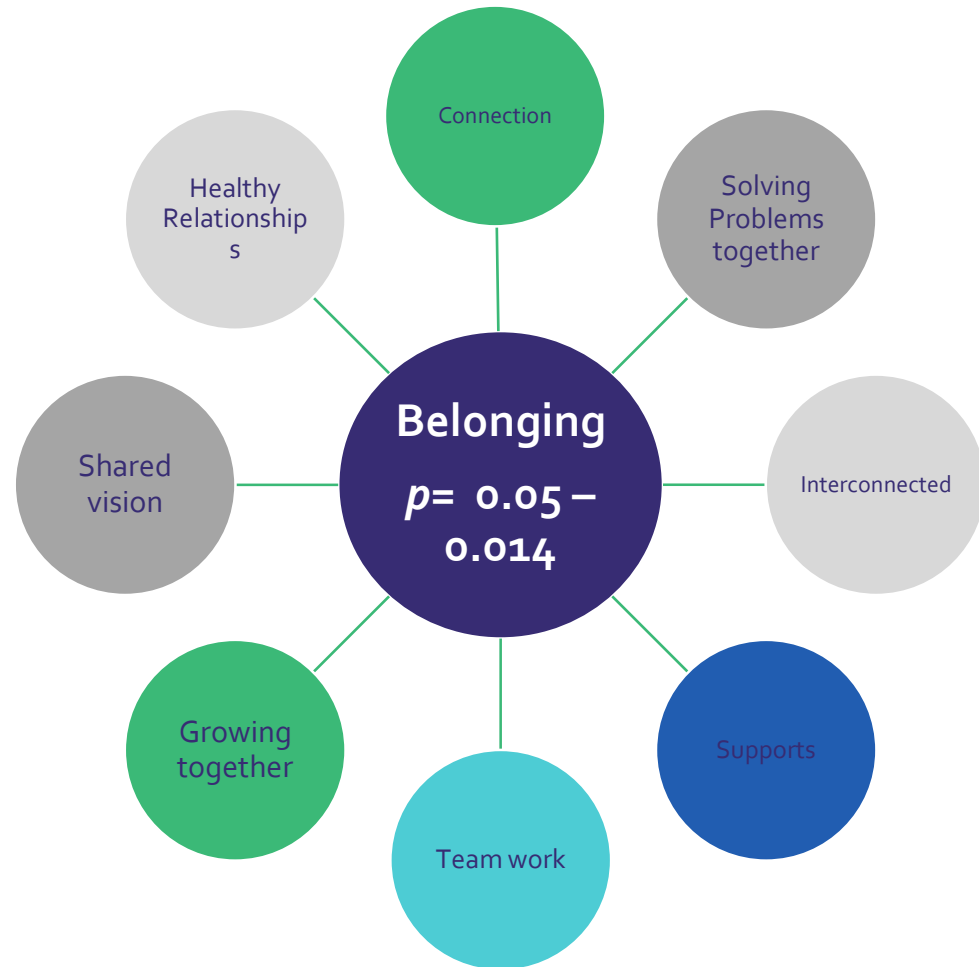 Connection
Healthy
Relationship
s
Solving
Problems
together
Belonging
p= 0.05 –
0.014
Shared
vision
Interconnected
Growing
together
Supports
Team work